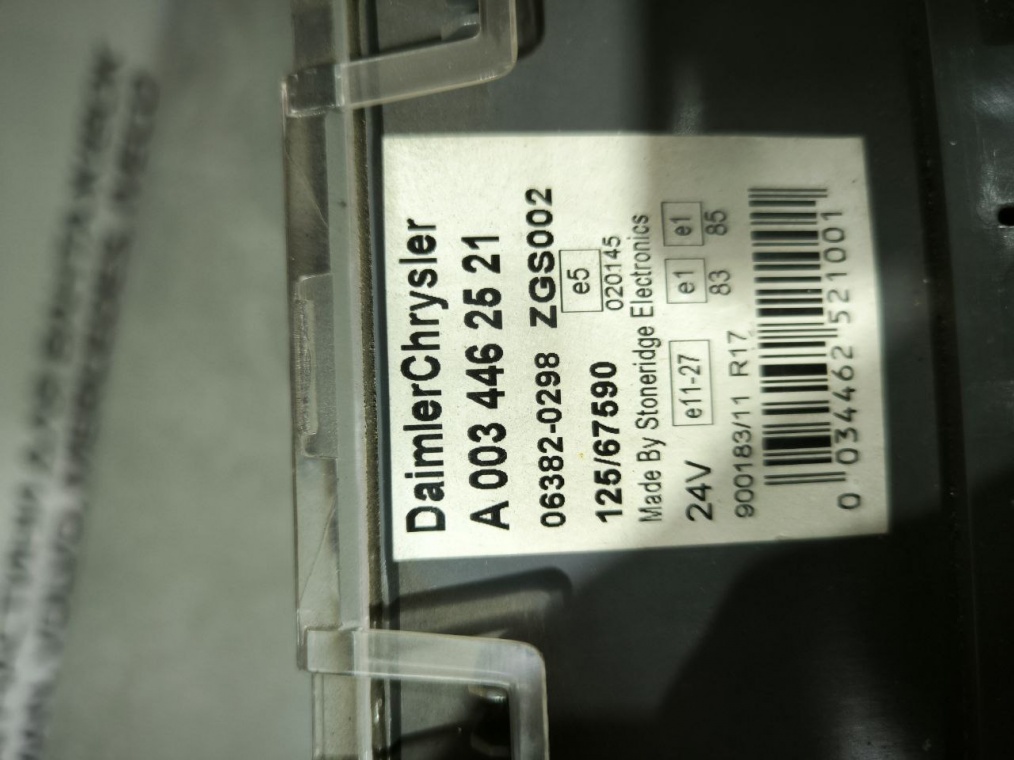 DaimlerChrysler
A 003 446 25 21
06382-0298 ZGS002
e5
125/67590 020145
Made By Stoneridge Electronics
24V e11-27 e1 e1
83 85
900183/11 R17
0 034462 521001